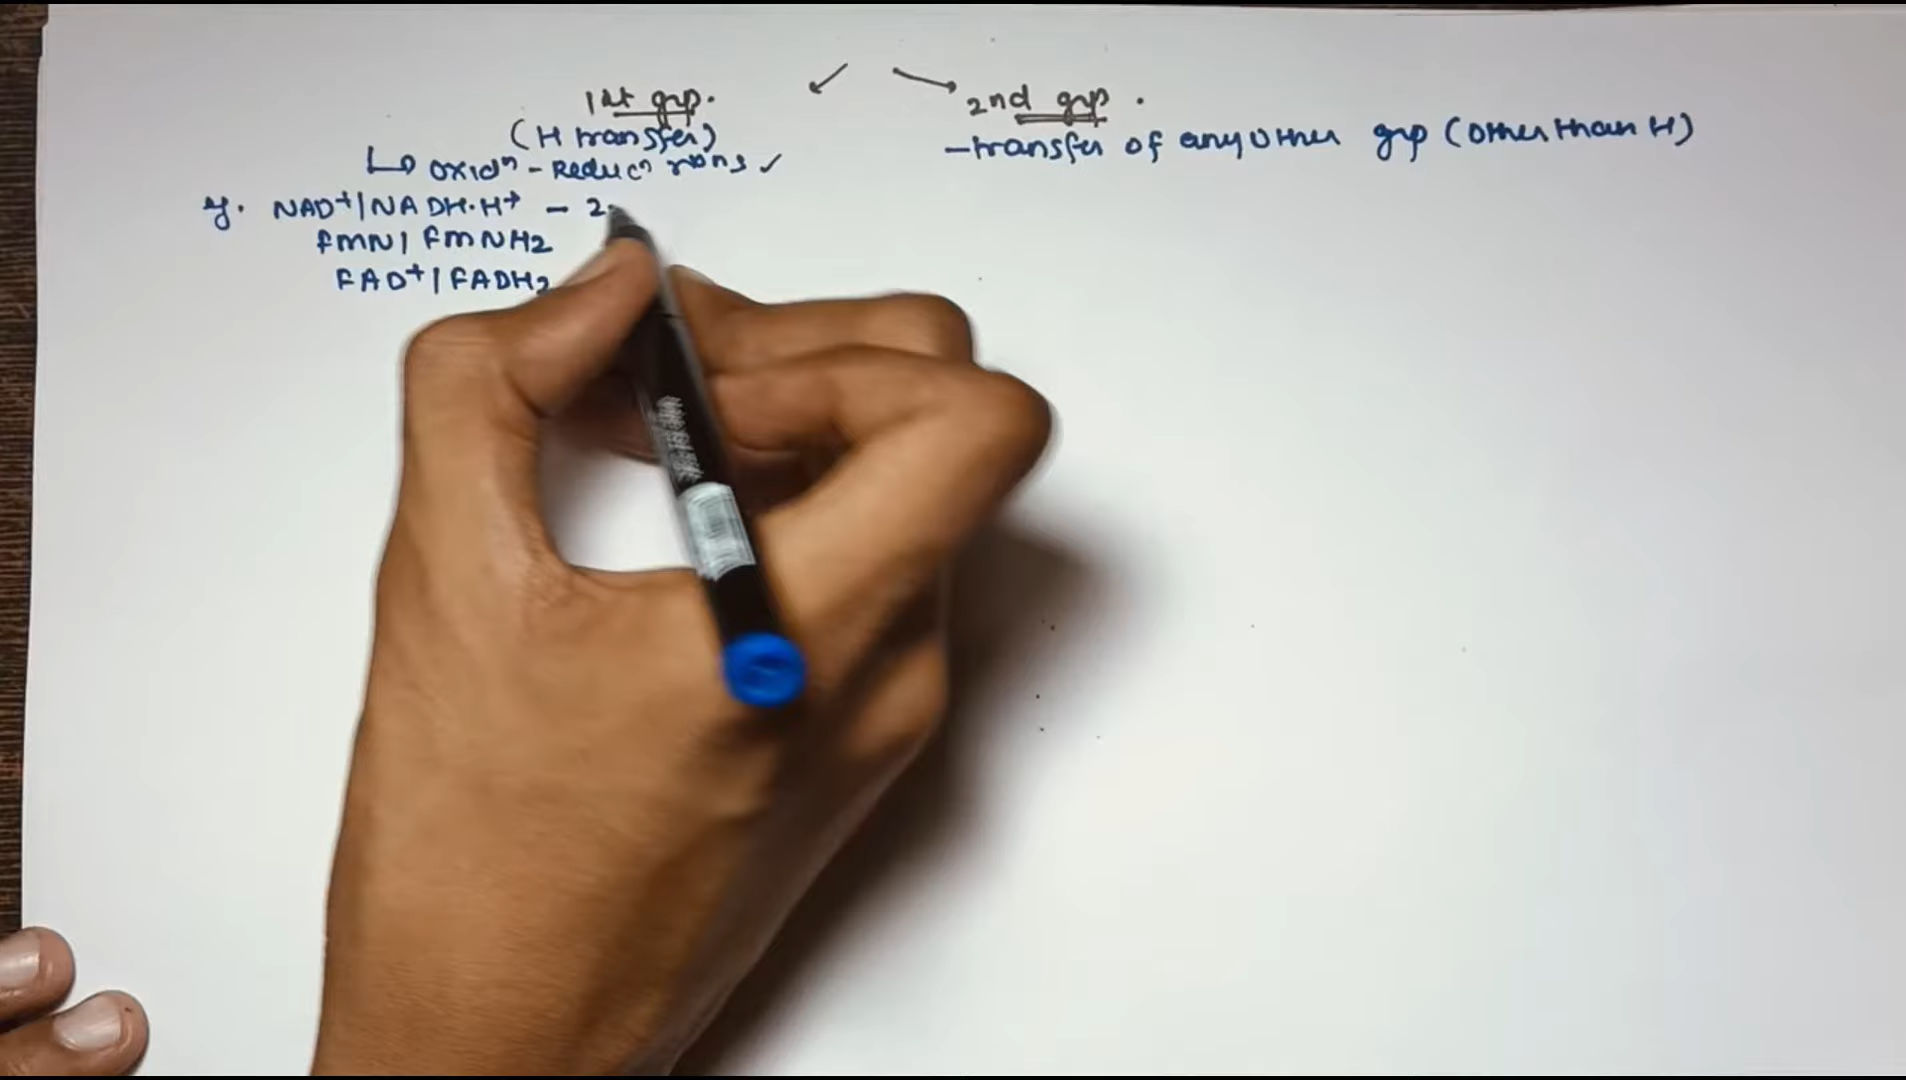 1st grp.
(H transfer)
↳ oxidⁿ - Reducⁿ rxns ✓
eg. NAD+/NADH.H+ - 2
FMN/FMNH2
FAD+/FADH2
2nd grp.
- transfer of any other grp (other than H)